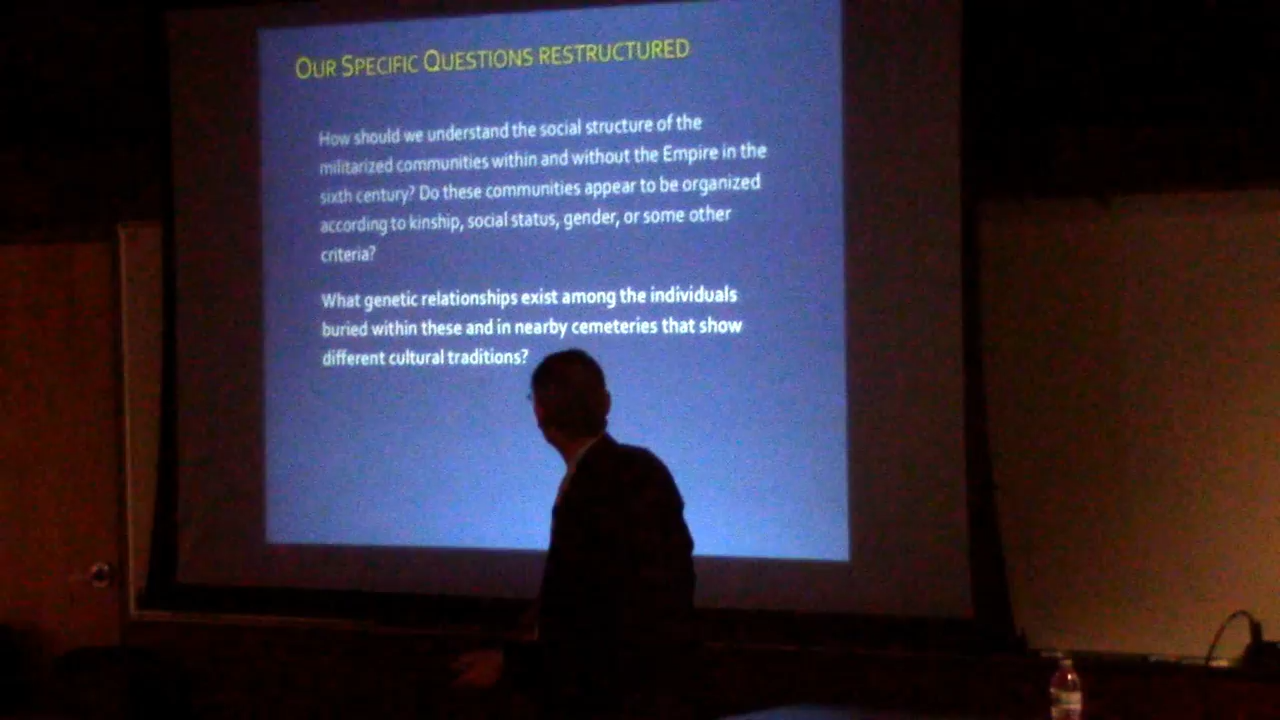 OUR SPECIFIC QUESTIONS RESTRUCTURED
How should we understand the social structure of the
militarized communities within and without the Empire in the
sixth century? Do these communities appear to be organized
according to kinship, social status, gender, or some other
criteria?
What genetic relationships exist among the individuals
buried within these and in nearby cemeteries that show
different cultural traditions?